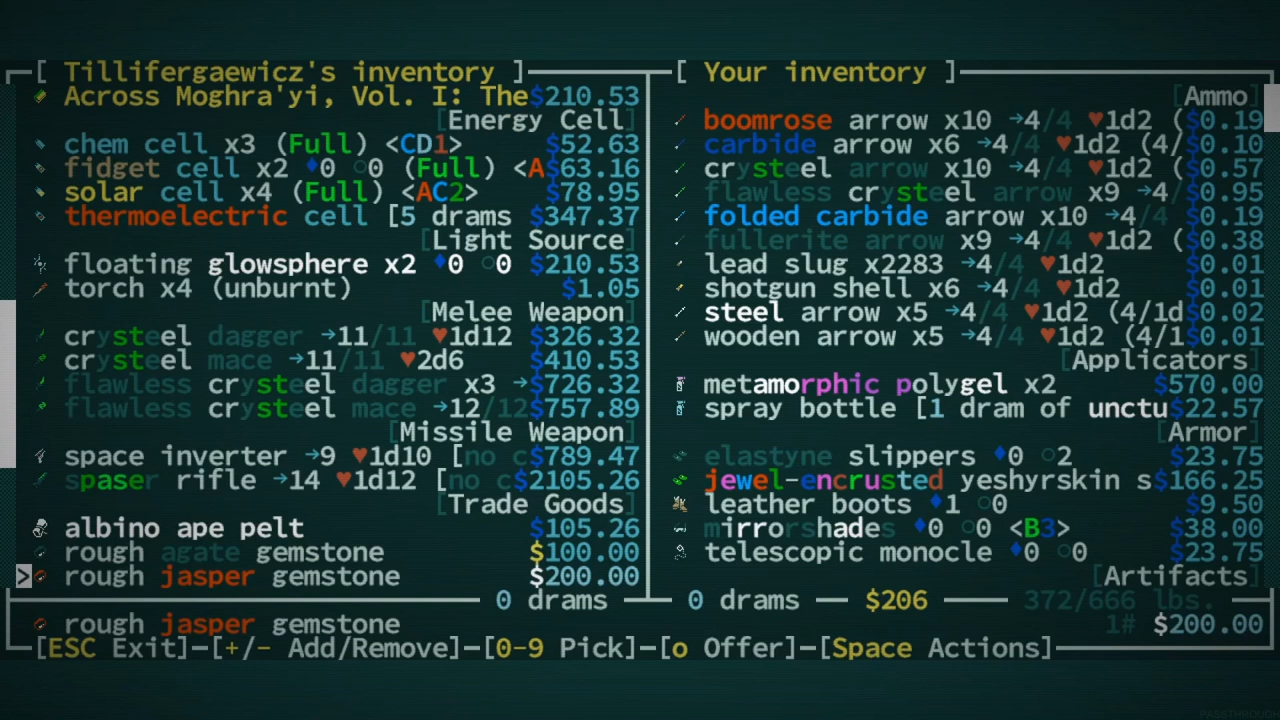 [ Tillifergaewicz's inventory ]
Across Moghra'yi, Vol. I: The $210.53
[Energy Cell]
chem cell x3 (Full) <CD1> $52.63
fidget cell x2 ♦0 ○0 (Full) <A $63.16
solar cell x4 (Full) <AC2> $78.95
thermoelectric cell [5 drams $347.37
[Light Source]
floating glowsphere x2 ♦0 ○0 $210.53
torch x4 (unburnt) $1.05
[Melee Weapon]
crysteel dagger →11/11 ♥1d12 $326.32
crysteel mace →11/11 ♥2d6 $410.53
flawless crysteel dagger x3 → $726.32
flawless crysteel mace →12/12 $757.89
[Missile Weapon]
space inverter →9 ♥1d10 [no c $789.47
spaser rifle →14 ♥1d12 [no c $2105.26
[Trade Goods]
albino ape pelt $105.26
rough agate gemstone $100.00
> rough jasper gemstone $200.00
0 drams
[ Your inventory ]
[Ammo]
boomrose arrow x10 →4/4 ♥1d2 ( $0.19
carbide arrow x6 →4/4 ♥1d2 (4/ $0.10
crysteel arrow x10 →4/4 ♥1d2 ( $0.57
flawless crysteel arrow x9 →4/ $0.95
folded carbide arrow x10 →4/4 $0.19
fullerite arrow x9 →4/4 ♥1d2 ( $0.38
lead slug x2283 →4/4 ♥1d2 $0.01
shotgun shell x6 →4/4 ♥1d2 $0.01
steel arrow x5 →4/4 ♥1d2 (4/1d $0.02
wooden arrow x5 →4/4 ♥1d2 (4/1 $0.01
[Applicators]
metamorphic polygel x2 $570.00
spray bottle [1 dram of unctu $22.57
[Armor]
elastyne slippers ♦0 ○2 $23.75
jewel-encrusted yeshyrskin s $166.25
leather boots ♦1 ○0 $9.50
mirrorshades ♦0 ○0 <B3> $38.00
telescopic monocle ♦0 ○0 $23.75
[Artifacts]
0 drams — $206 — 372/666 lbs.
rough jasper gemstone 1# $200.00
[ESC Exit]—[+/- Add/Remove]—[0-9 Pick]—[o Offer]—[Space Actions]